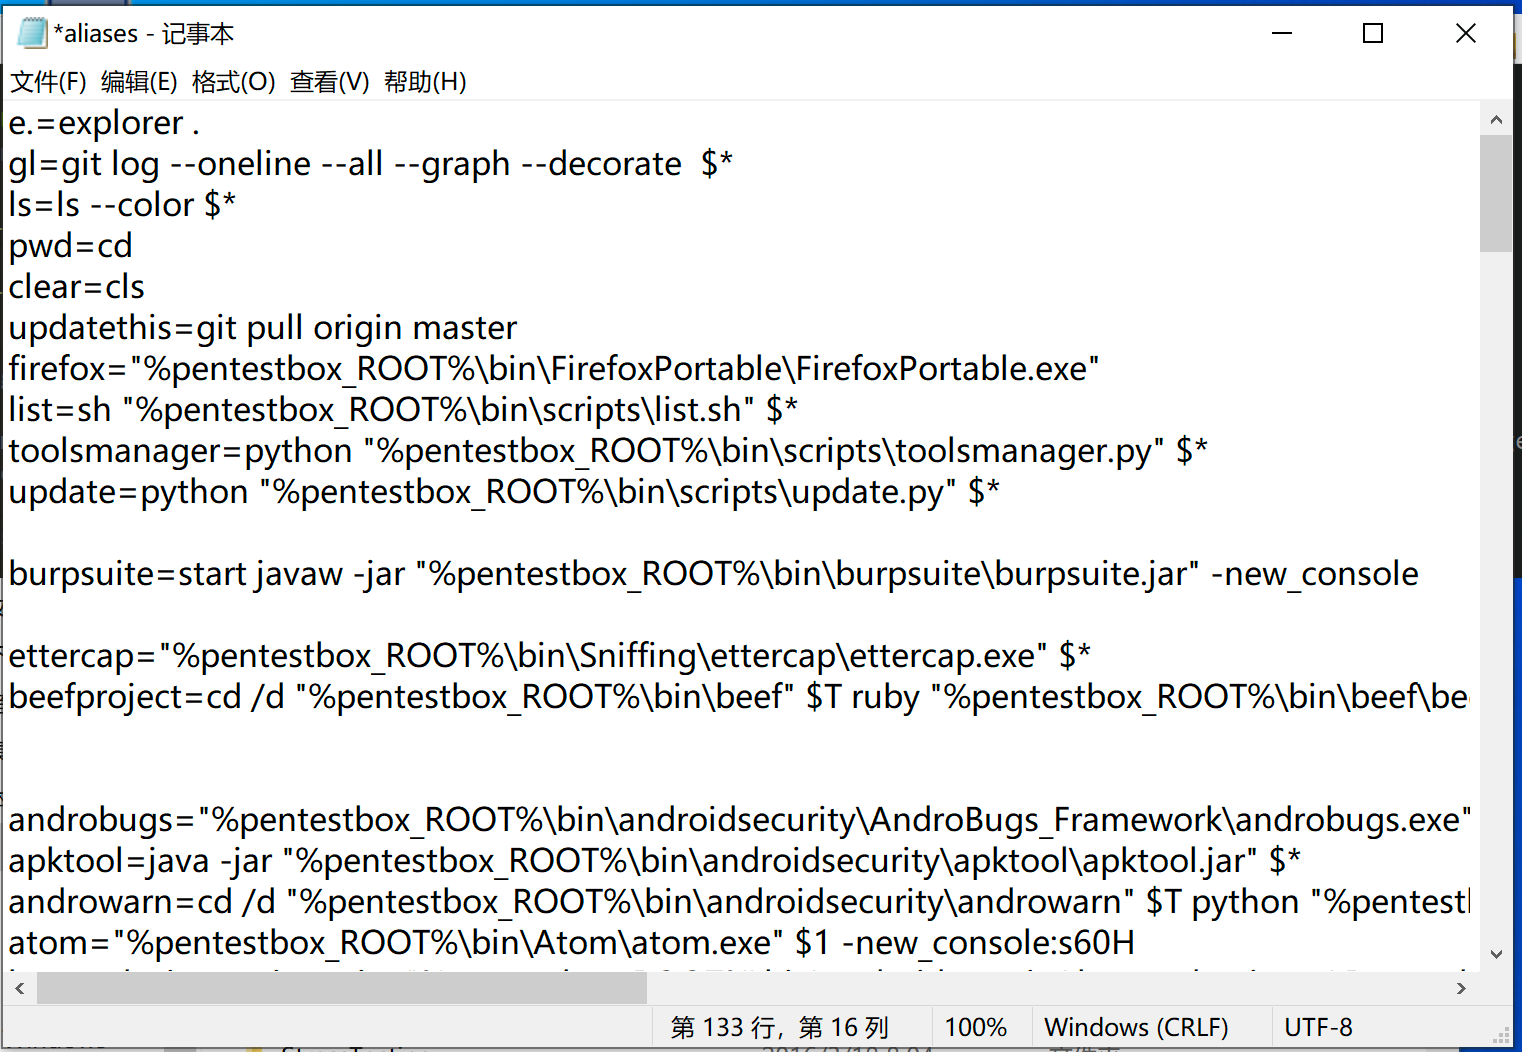 *aliases - 记事本
文件(F) 编辑(E) 格式(O) 查看(V) 帮助(H)
e.=explorer .
gl=git log --oneline --all --graph --decorate  $*
ls=ls --color $*
pwd=cd
clear=cls
updatethis=git pull origin master
firefox="%pentestbox_ROOT%\bin\FirefoxPortable\FirefoxPortable.exe"
list=sh "%pentestbox_ROOT%\bin\scripts\list.sh" $*
toolsmanager=python "%pentestbox_ROOT%\bin\scripts\toolsmanager.py" $*
update=python "%pentestbox_ROOT%\bin\scripts\update.py" $*
burpsuite=start javaw -jar "%pentestbox_ROOT%\bin\burpsuite\burpsuite.jar" -new_console
ettercap="%pentestbox_ROOT%\bin\Sniffing\ettercap\ettercap.exe" $*
beefproject=cd /d "%pentestbox_ROOT%\bin\beef" $T ruby "%pentestbox_ROOT%\bin\beef\be
androbugs="%pentestbox_ROOT%\bin\androidsecurity\AndroBugs_Framework\androbugs.exe"
apktool=java -jar "%pentestbox_ROOT%\bin\androidsecurity\apktool\apktool.jar" $*
androwarn=cd /d "%pentestbox_ROOT%\bin\androidsecurity\androwarn" $T python "%pentest
atom="%pentestbox_ROOT%\bin\Atom\atom.exe" $1 -new_console:s60H
第 133 行，第 16 列 100% Windows (CRLF) UTF-8